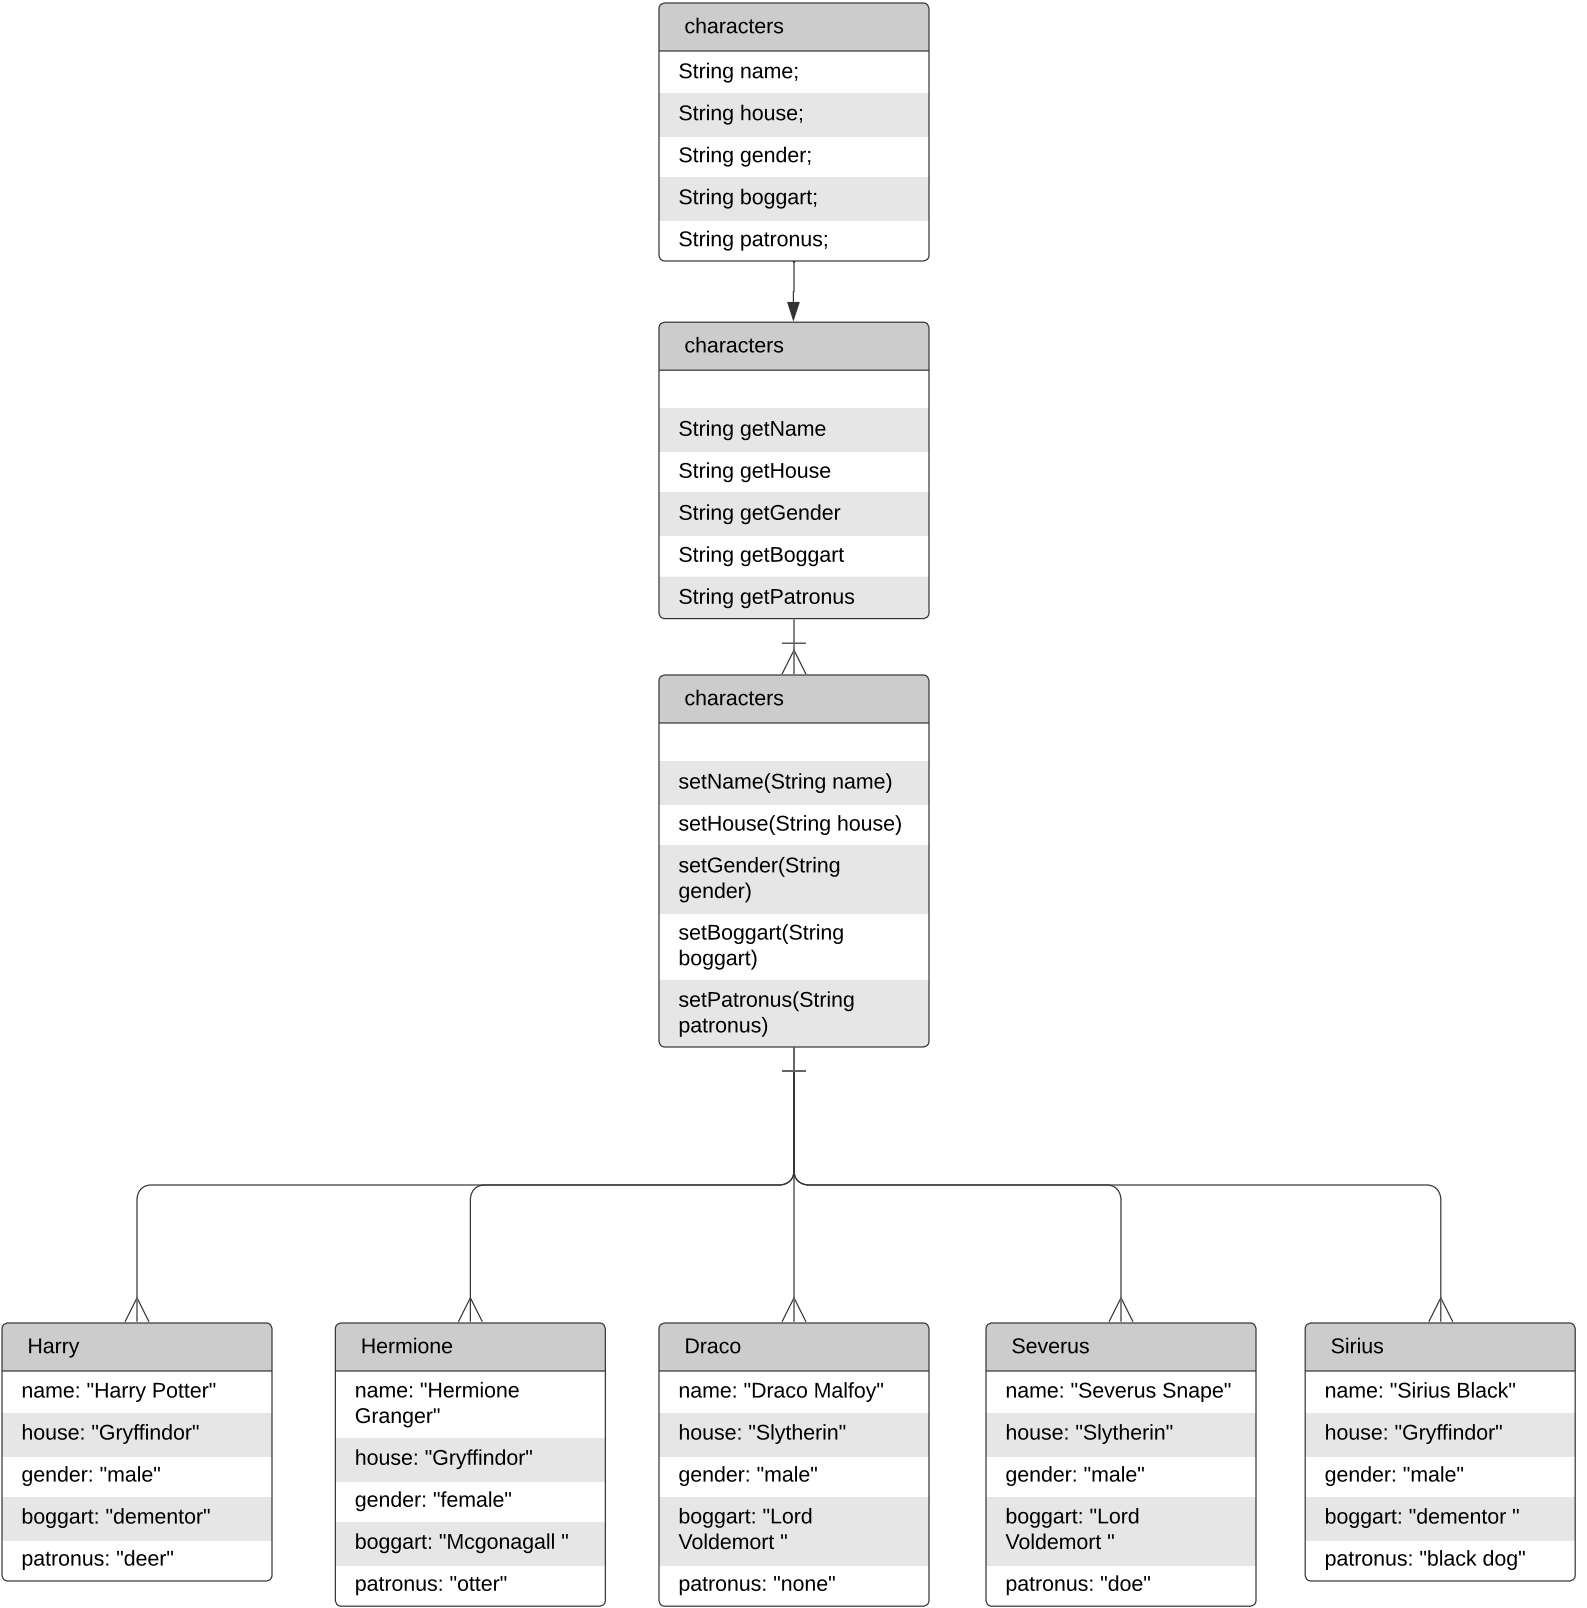 characters
String name;
String house;
String gender;
String boggart;
String patronus;
characters
String getName
String getHouse
String getGender
String getBoggart
String getPatronus
characters
setName(String name)
setHouse(String house)
setGender(String
gender)
setBoggart(String
boggart)
setPatronus(String
patronus)
Harry
name: "Harry Potter"
house: "Gryffindor"
gender: "male"
boggart: "dementor"
patronus: "deer"
Hermione
name: "Hermione
Granger"
house: "Gryffindor"
gender: "female"
boggart: "Mcgonagall "
patronus: "otter"
Draco
name: "Draco Malfoy"
house: "Slytherin"
gender: "male"
boggart: "Lord
Voldemort "
patronus: "none"
Severus
name: "Severus Snape"
house: "Slytherin"
gender: "male"
boggart: "Lord
Voldemort "
patronus: "doe"
Sirius
name: "Sirius Black"
house: "Gryffindor"
gender: "male"
boggart: "dementor "
patronus: "black dog"